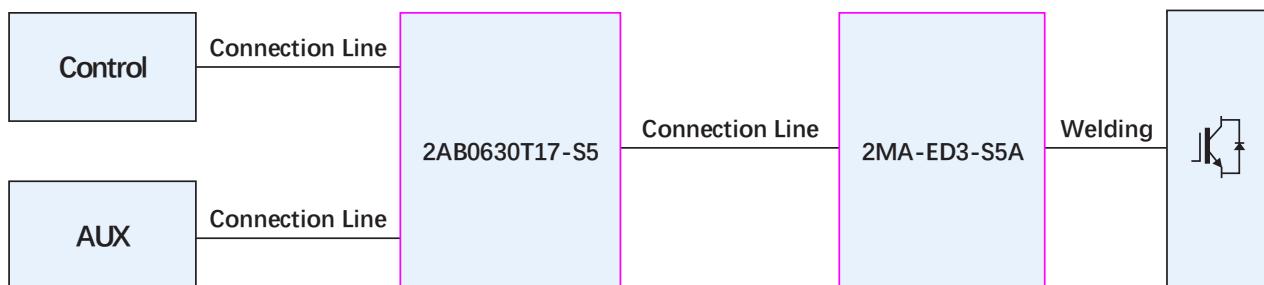 Control
Connection Line
2AB0630T17-S5
Connection Line
2MA-ED3-S5A
Welding
AUX
Connection Line